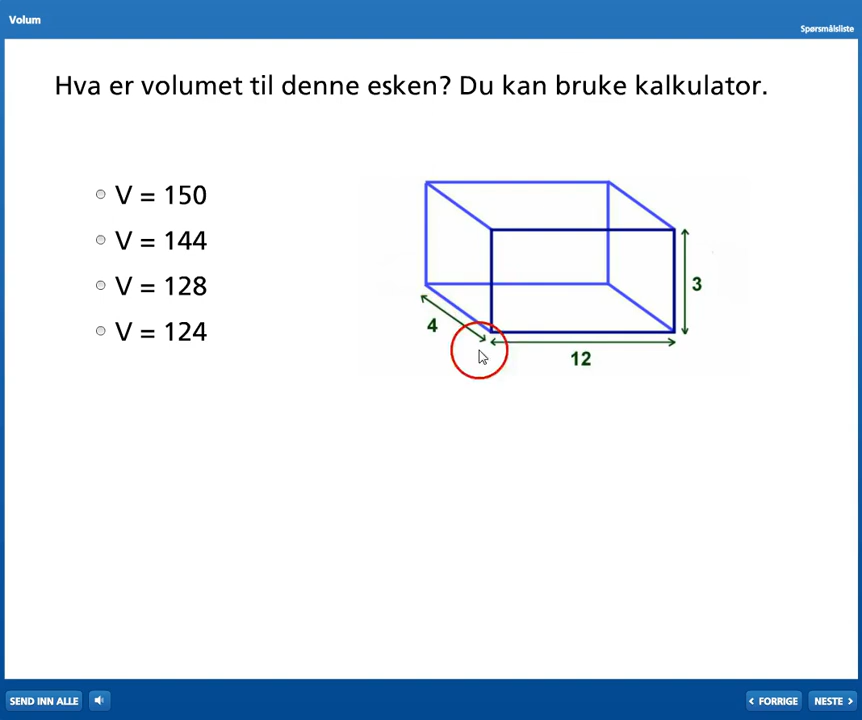 Volum
Spørsmålsliste
Hva er volumet til denne esken? Du kan bruke kalkulator.
V = 150
V = 144
V = 128
V = 124
3
4
12
SEND INN ALLE
FORRIGE
NESTE